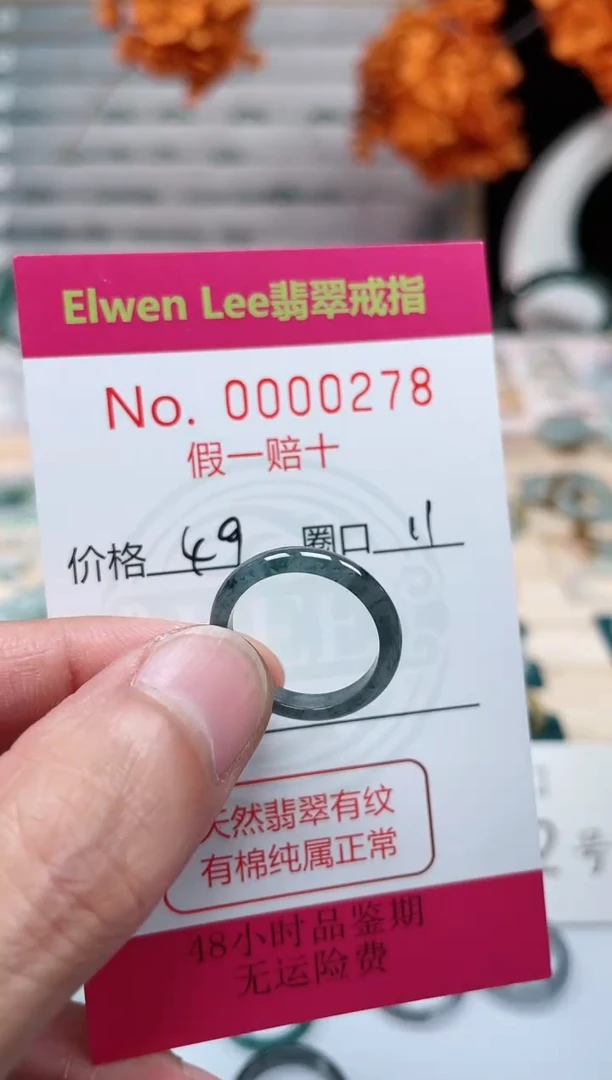 Elwen Lee翡翠戒指
No. 0000278
假一赔十
价格 49 圈口 11
天然翡翠有纹
有棉纯属正常
48小时品鉴期
无运险费
号